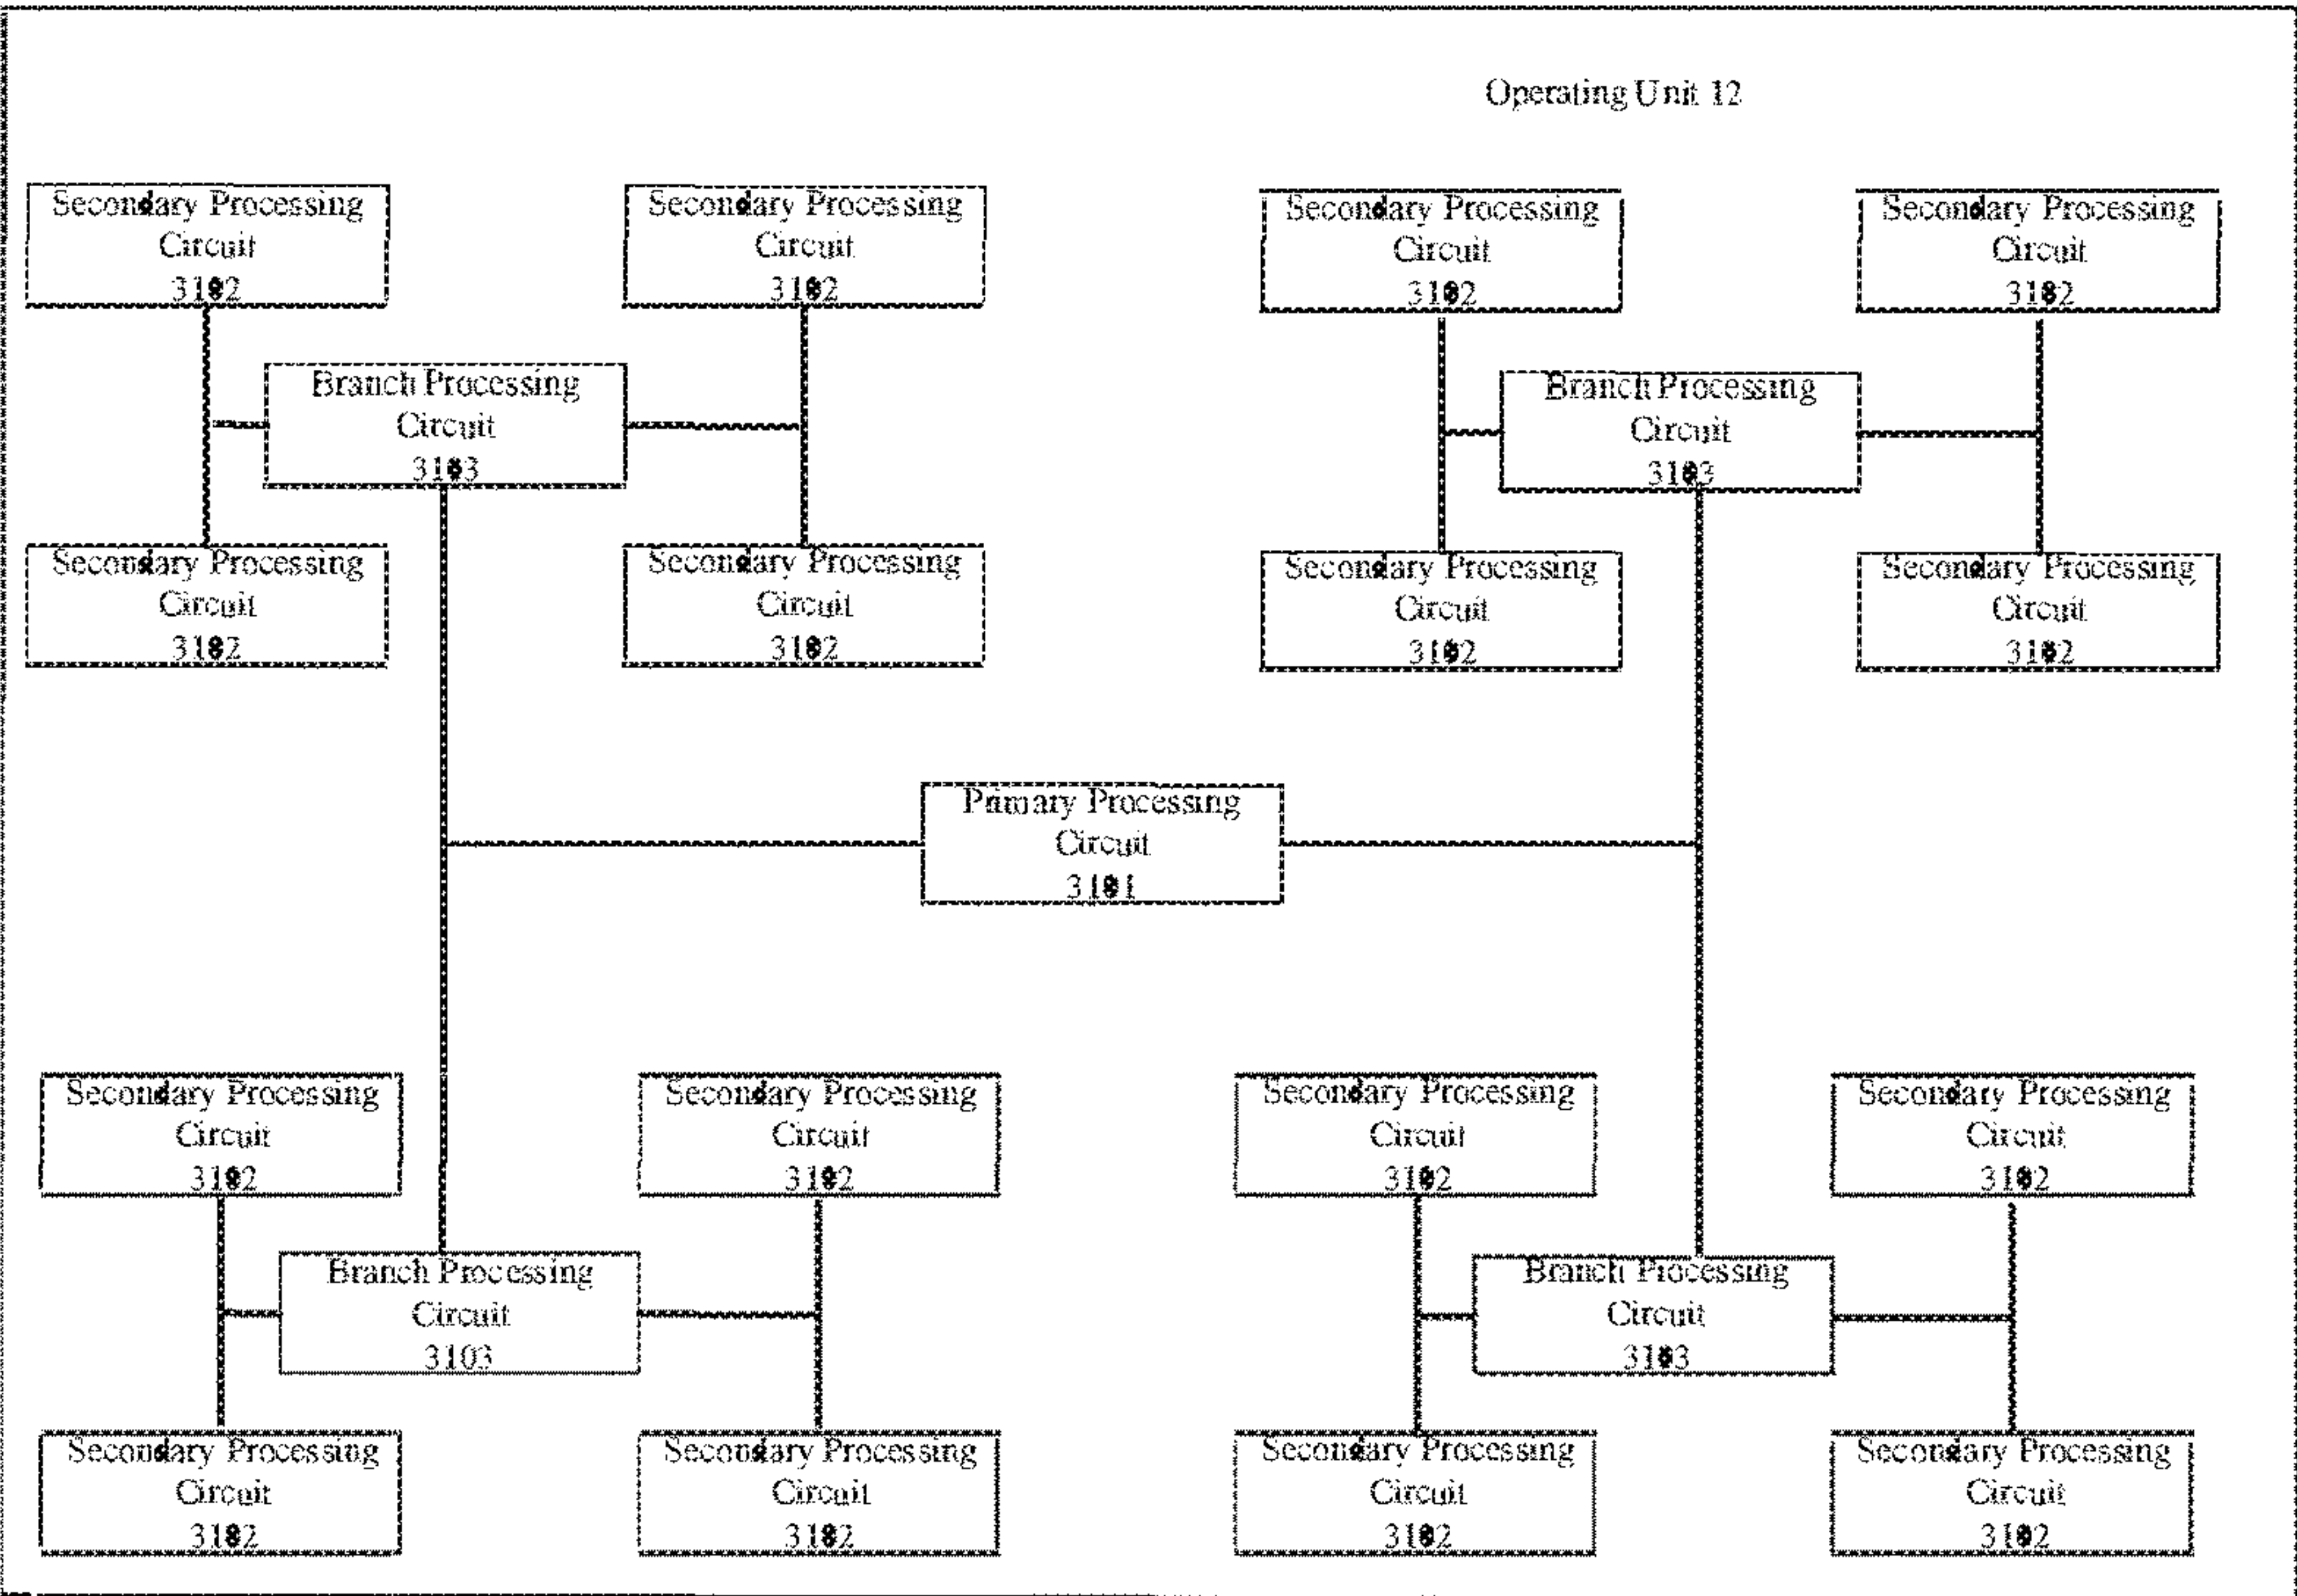 Operating Unit 12
Secondary Processing
Circuit
3102
Secondary Processing
Circuit
3102
Secondary Processing
Circuit
3102
Secondary Processing
Circuit
3102
Branch Processing
Circuit
3103
Branch Processing
Circuit
3103
Secondary Processing
Circuit
3102
Secondary Processing
Circuit
3102
Secondary Processing
Circuit
3102
Secondary Processing
Circuit
3102
Primary Processing
Circuit
3101
Secondary Processing
Circuit
3102
Secondary Processing
Circuit
3102
Secondary Processing
Circuit
3102
Secondary Processing
Circuit
3102
Branch Processing
Circuit
3103
Branch Processing
Circuit
3103
Secondary Processing
Circuit
3102
Secondary Processing
Circuit
3102
Secondary Processing
Circuit
3102
Secondary Processing
Circuit
3102